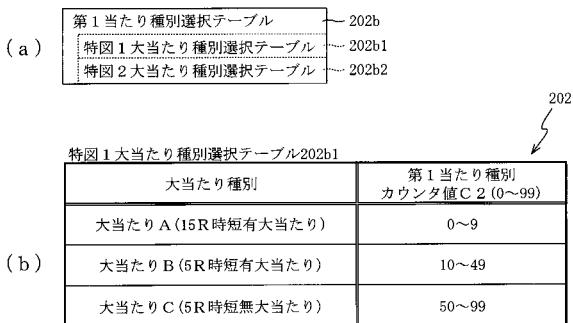 (a)
第1当たり種別選択テーブル 202b
特図1大当たり種別選択テーブル 202b1
特図2大当たり種別選択テーブル 202b2
202
特図1大当たり種別選択テーブル202b1
(b)
大当たり種別 第1当たり種別
カウンタ値C2(0~99)
大当たりA(15R時短有大当たり) 0~9
大当たりB(5R時短有大当たり) 10~49
大当たりC(5R時短無大当たり) 50~99